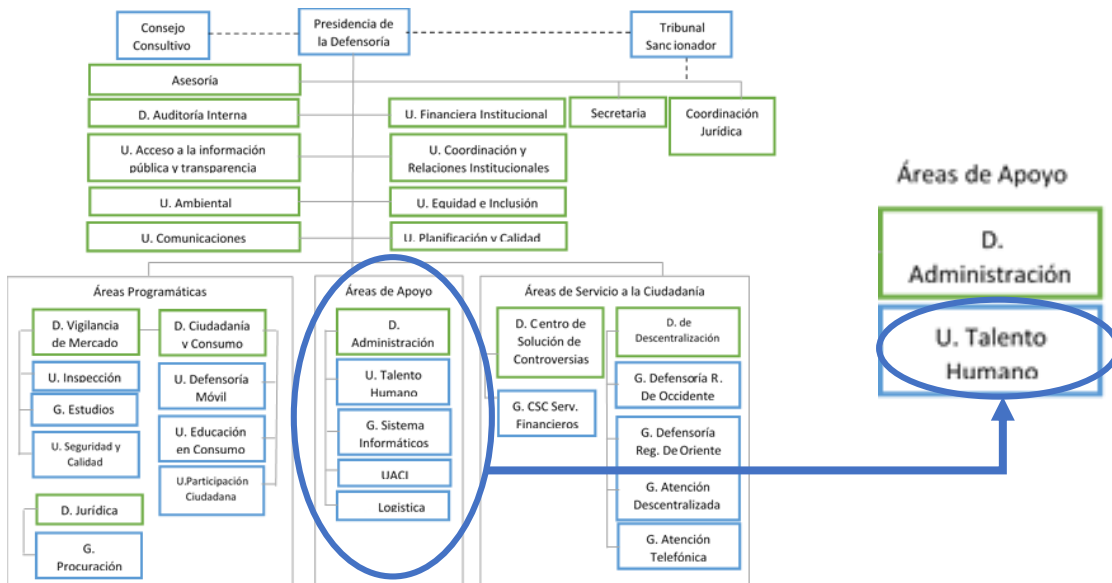 Consejo
Consultivo
Presidencia de
la Defensoría
Tribunal
Sancionador
Asesoría
D. Auditoría Interna
U. Financiera Institucional
Secretaria
Coordinación
Jurídica
U. Acceso a la información
pública y transparencia
U. Coordinación y
Relaciones Institucionales
U. Ambiental
U. Equidad e Inclusión
U. Comunicaciones
U. Planificación y Calidad
Áreas Programáticas
D. Vigilancia
de Mercado
D. Ciudadanía
y Consumo
U. Inspección
U. Defensoría
Móvil
G. Estudios
U. Educación
en Consumo
U. Seguridad y
Calidad
U.Participación
Ciudadana
D. Jurídica
G.
Procuración
Áreas de Apoyo
D.
Administración
U. Talento
Humano
G. Sistema
Informáticos
UACI
Logistica
Áreas de Servicio a la Ciudadanía
D. Centro de
Solución de
Controversias
D. de
Descentralización
G. CSC Serv.
Financieros
G. Defensoría R.
De Occidente
G. Defensoría
Reg. De Oriente
G. Atención
Descentralizada
G. Atención
Telefónica
Áreas de Apoyo
D.
Administración
U. Talento
Humano